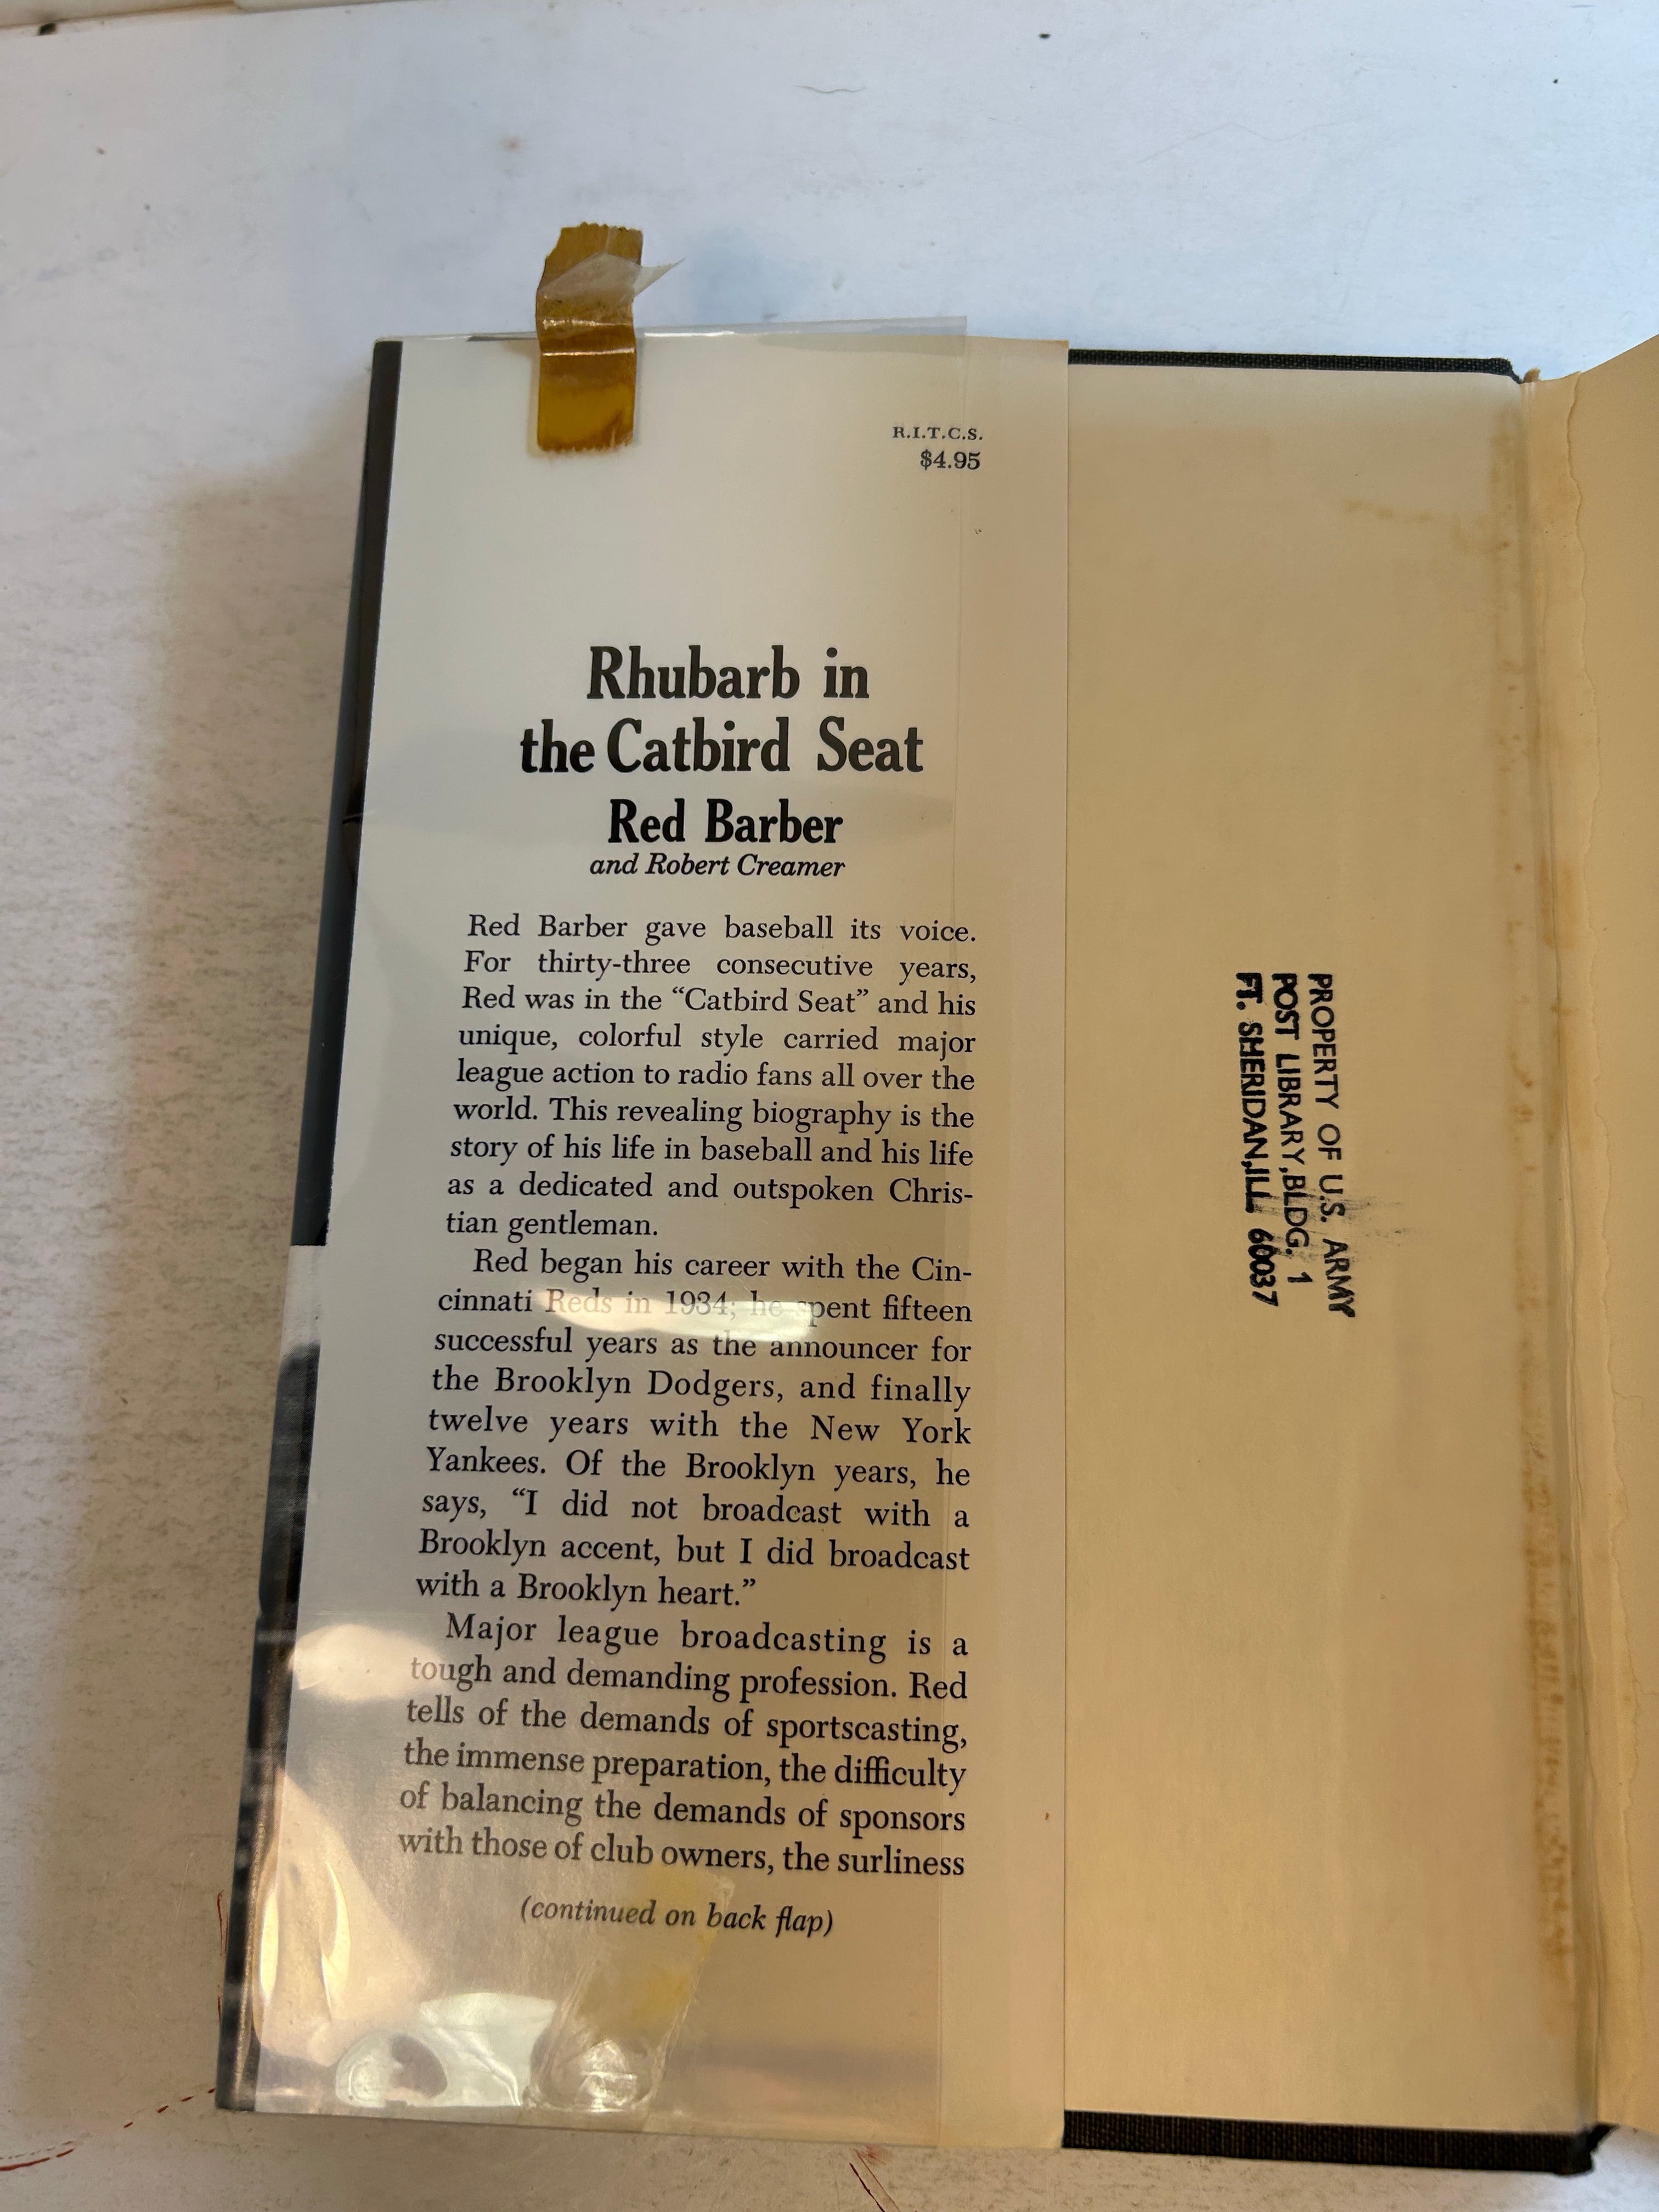 R.I.T.C.S.
$4.95
Rhubarb in
the Catbird Seat
Red Barber
and Robert Creamer
Red Barber gave baseball its voice.
For thirty-three consecutive years,
Red was in the “Catbird Seat” and his
unique, colorful style carried major
league action to radio fans all over the
world. This revealing biography is the
story of his life in baseball and his life
as a dedicated and outspoken Chris-
tian gentleman.
Red began his career with the Cin-
cinnati Reds in 1934; he spent fifteen
successful years as the announcer for
the Brooklyn Dodgers, and finally
twelve years with the New York
Yankees. Of the Brooklyn years, he
says, “I did not broadcast with a
Brooklyn accent, but I did broadcast
with a Brooklyn heart.”
Major league broadcasting is a
tough and demanding profession. Red
tells of the demands of sportscasting,
the immense preparation, the difficulty
of balancing the demands of sponsors
with those of club owners, the surliness
(continued on back flap)
PROPERTY OF U.S. ARMY
POST LIBRARY,BLDG. 1
FT. SHERIDAN,ILL 60037